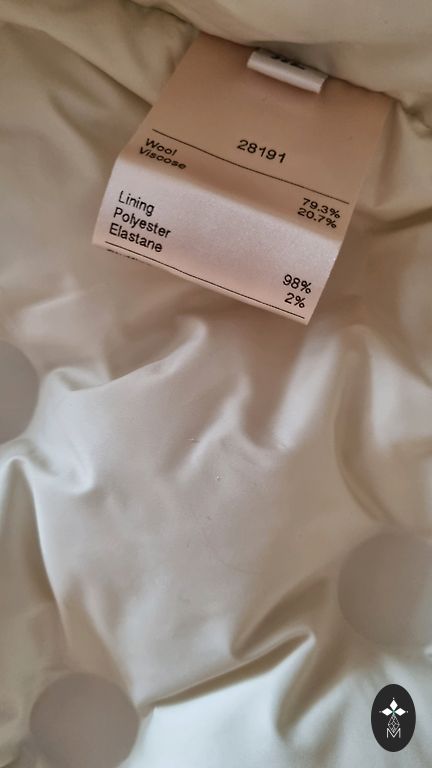 28191
Wool 79.3%
Viscose 20.7%
Lining
Polyester 98%
Elastane 2%
M